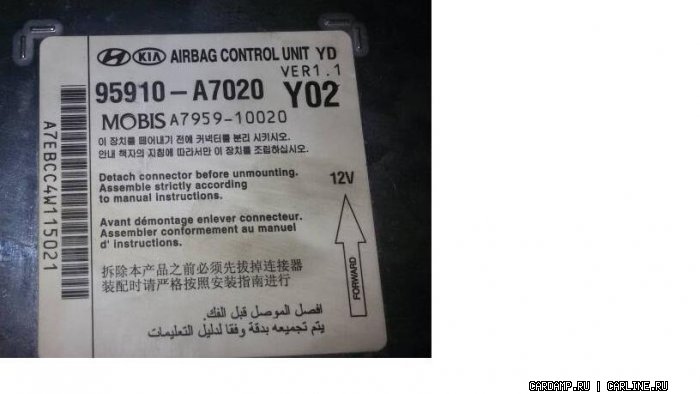 HYUNDAI KIA AIRBAG CONTROL UNIT YD
VER1.1
95910-A7020 Y02
MOBIS A7959-10020
이 장치를 떼어내기 전에 커넥터를 분리 시키시오.
안내 책자의 지침에 따라서만 이 장치를 조립하십시오.
Detach connector before unmounting.
Assemble strictly according
to manual instructions.
12V
Avant démontage enlever connecteur.
Assembler conformement au manuel
d' instructions.
FORWARD
拆除本产品之前必须先拔掉连接器
装配时请严格按照安装指南进行
افصل الموصل قبل الفك.
يتم تجميعه بدقة وفقا لدليل التعليمات
A7EBCC4W115021
CARDAMP.RU | CARLINE.RU